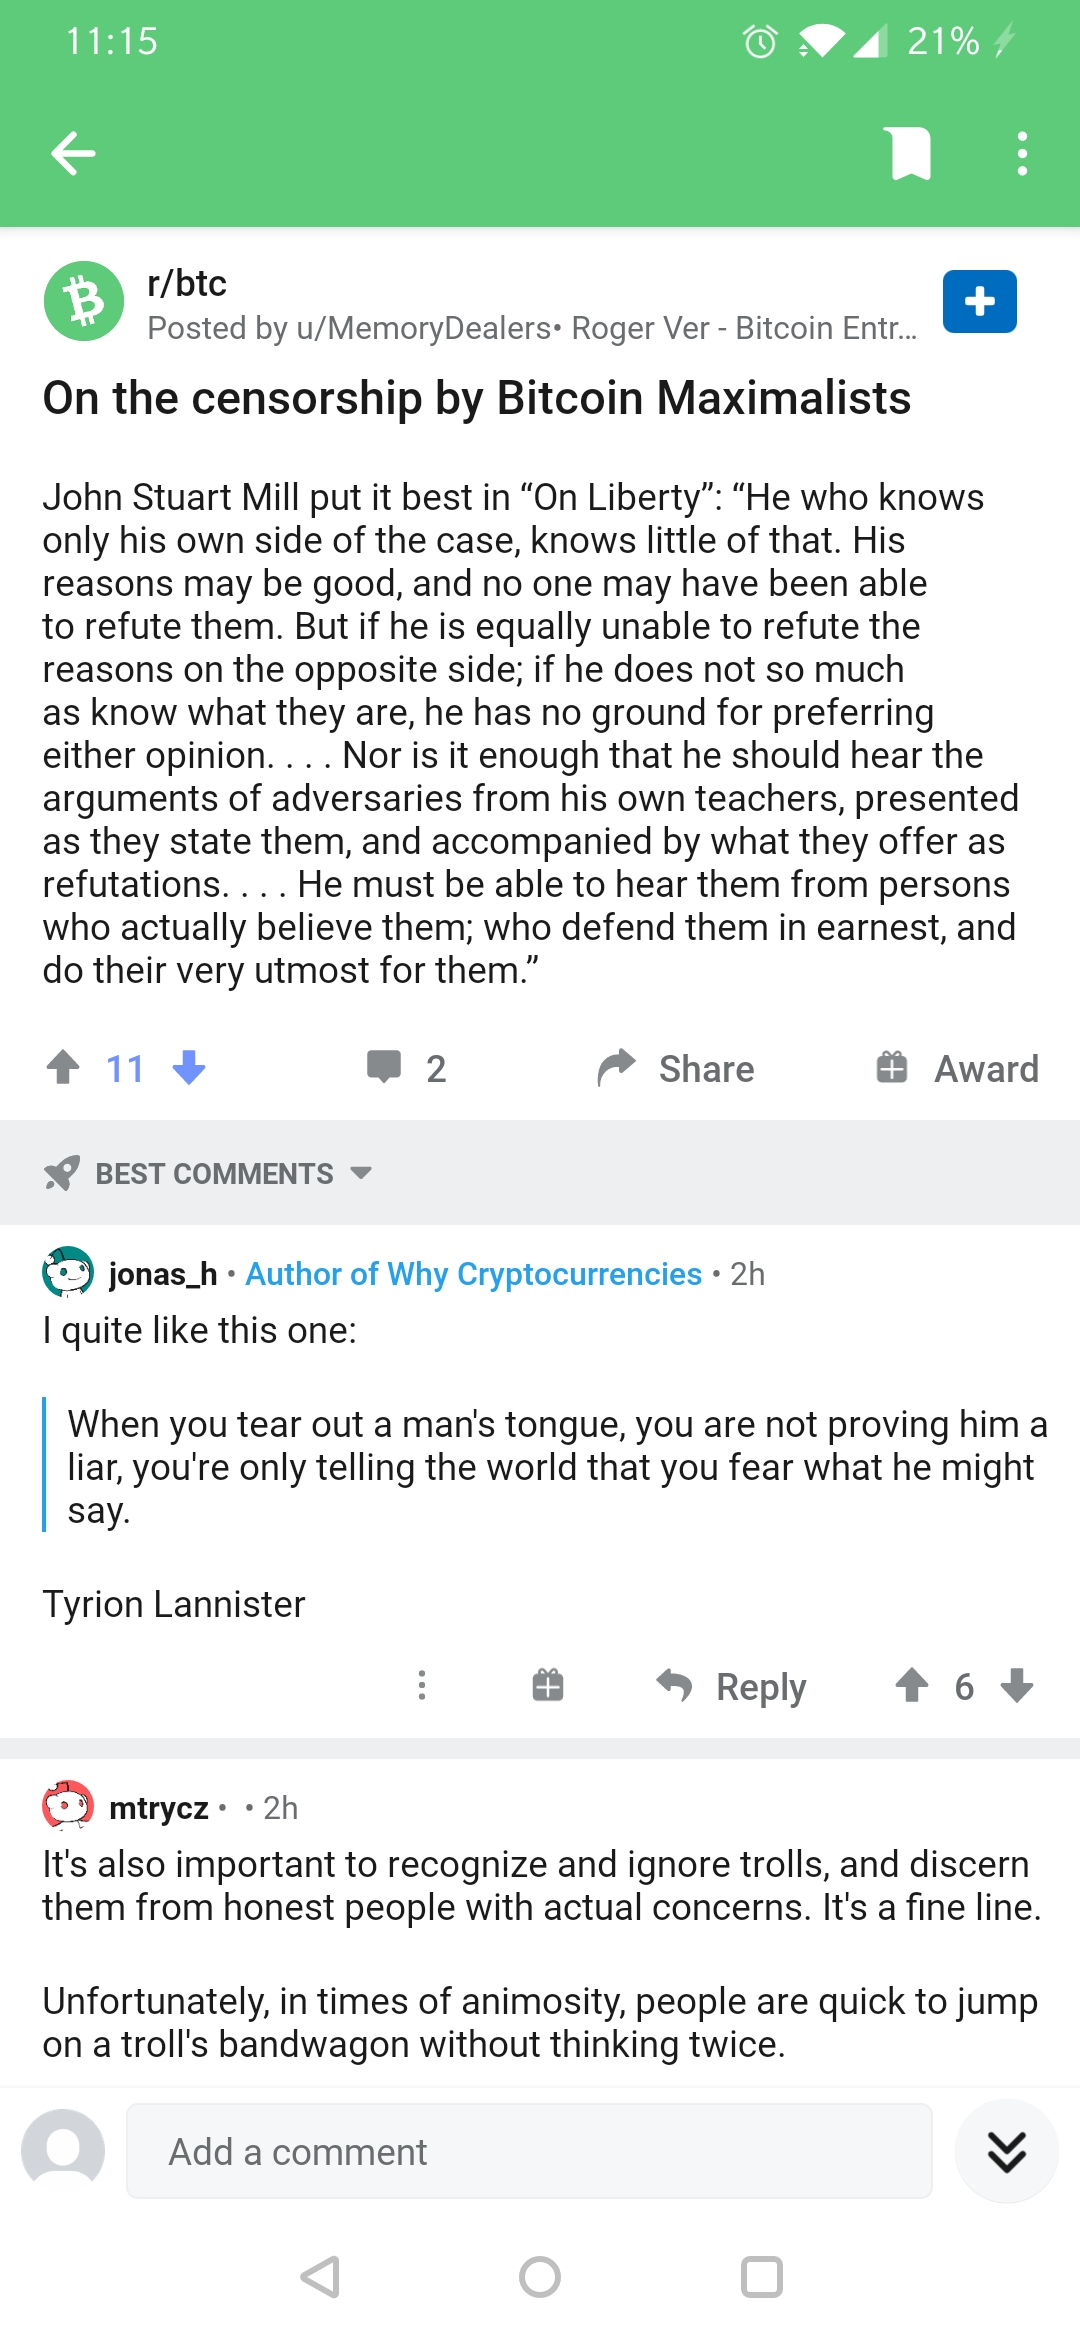 11:15
21%
r/btc
Posted by u/MemoryDealers• Roger Ver - Bitcoin Entr...
On the censorship by Bitcoin Maximalists
John Stuart Mill put it best in “On Liberty”: “He who knows
only his own side of the case, knows little of that. His
reasons may be good, and no one may have been able
to refute them. But if he is equally unable to refute the
reasons on the opposite side; if he does not so much
as know what they are, he has no ground for preferring
either opinion. . . . Nor is it enough that he should hear the
arguments of adversaries from his own teachers, presented
as they state them, and accompanied by what they offer as
refutations. . . . He must be able to hear them from persons
who actually believe them; who defend them in earnest, and
do their very utmost for them.”
11
2
Share
Award
BEST COMMENTS
jonas_h • Author of Why Cryptocurrencies • 2h
I quite like this one:
When you tear out a man's tongue, you are not proving him a
liar, you're only telling the world that you fear what he might
say.
Tyrion Lannister
Reply
6
mtrycz • • 2h
It's also important to recognize and ignore trolls, and discern
them from honest people with actual concerns. It's a fine line.
Unfortunately, in times of animosity, people are quick to jump
on a troll's bandwagon without thinking twice.
Add a comment